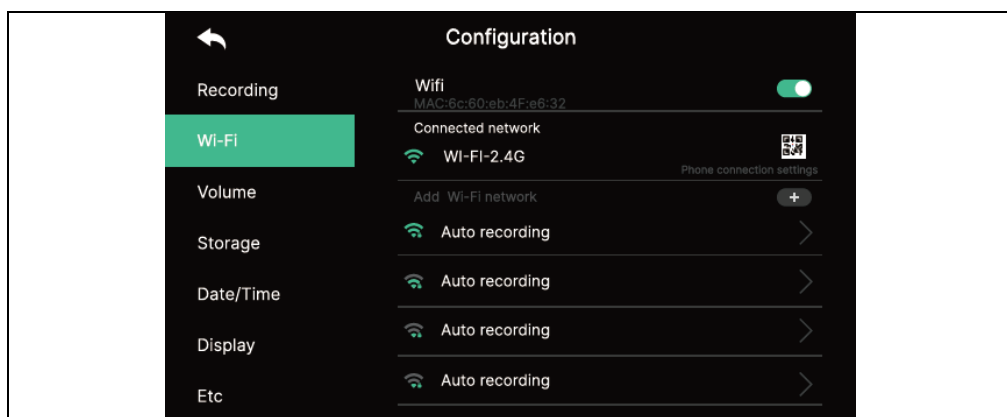 Configuration
Recording
Wi-Fi
Volume
Storage
Date/Time
Display
Etc
Wifi
MAC:6c:60:eb:4F:e6:32
Connected network
WI-FI-2.4G
Phone connection settings
Add Wi-Fi network
+
Auto recording
Auto recording
Auto recording
Auto recording